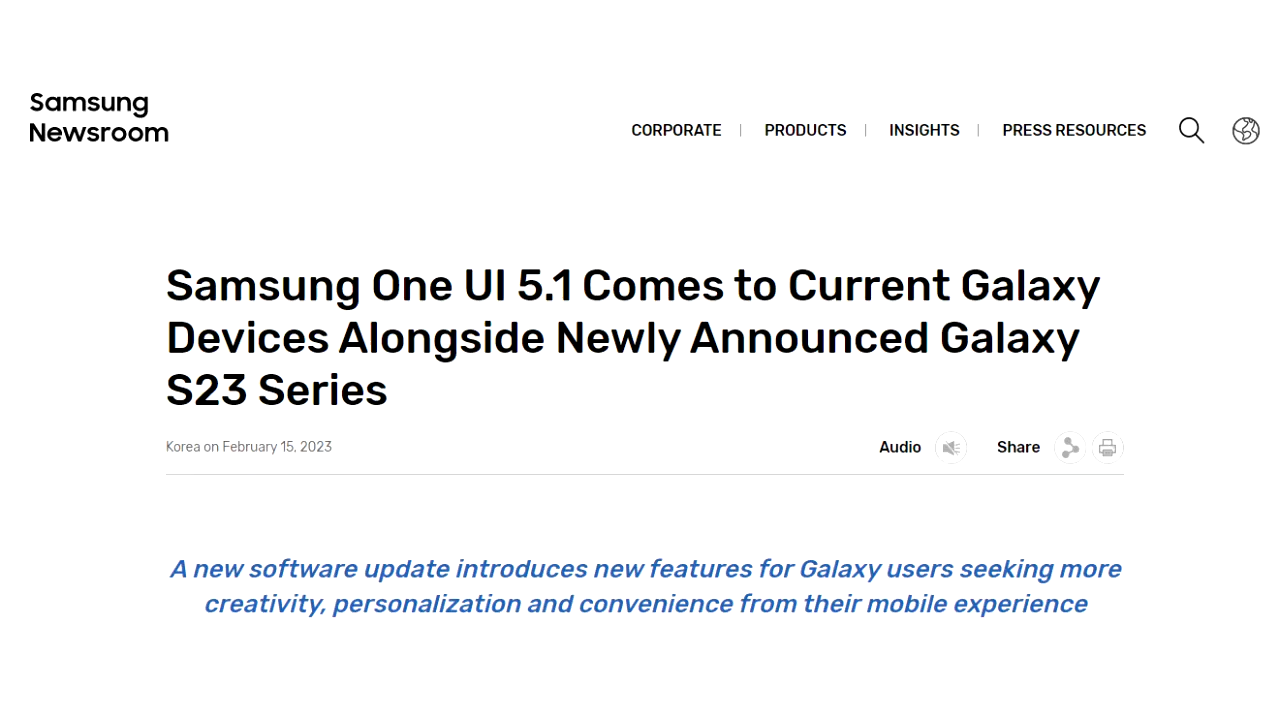 Samsung
Newsroom
CORPORATE
PRODUCTS
INSIGHTS
PRESS RESOURCES
Samsung One UI 5.1 Comes to Current Galaxy
Devices Alongside Newly Announced Galaxy
S23 Series
Korea on February 15, 2023
Audio
Share
A new software update introduces new features for Galaxy users seeking more
creativity, personalization and convenience from their mobile experience